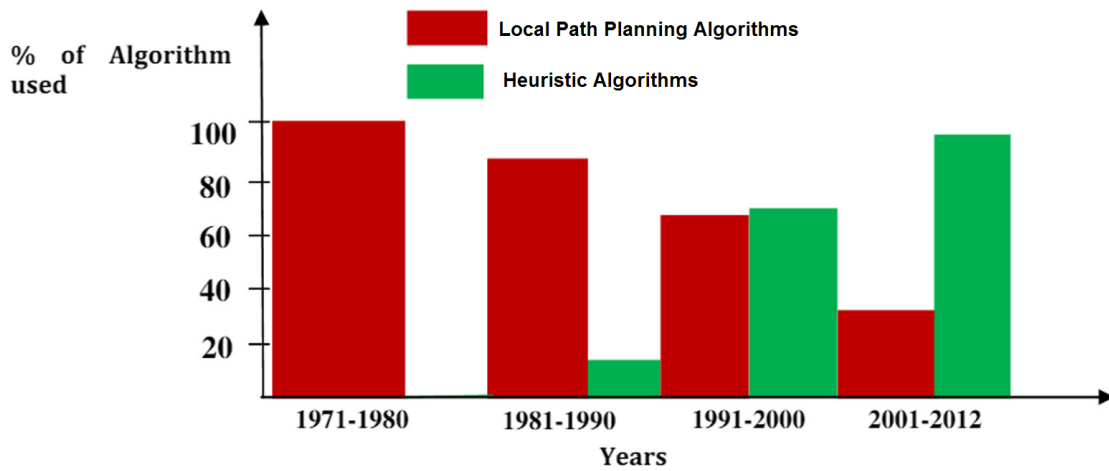 Local Path Planning Algorithms
% of Algorithm
used
Heuristic Algorithms
100
80
60
40
20
1971-1980
1981-1990
1991-2000
2001-2012
Years